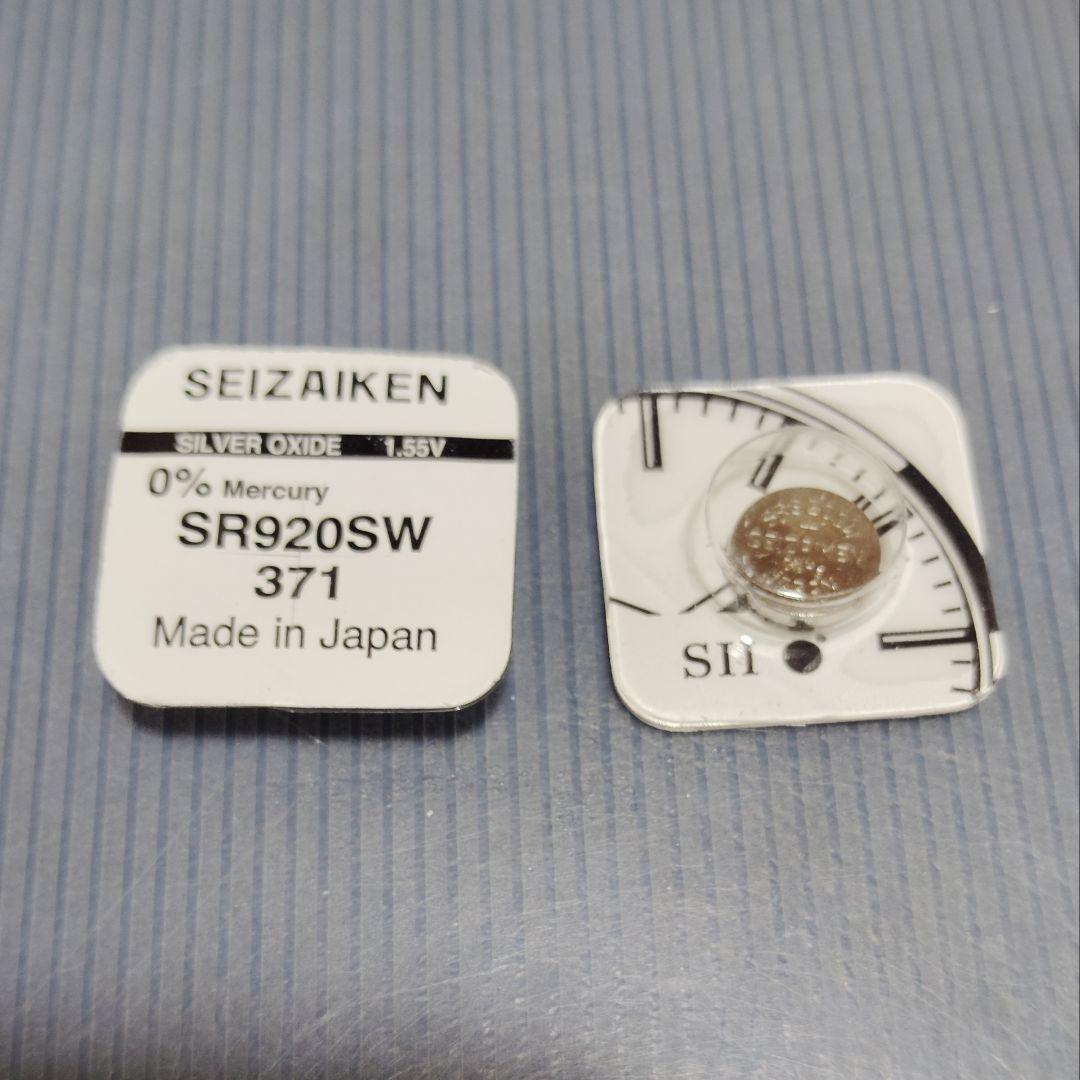 SEIZAIKEN
SILVER OXIDE 1.55V
0% Mercury
SR920SW
371
Made in Japan
SII